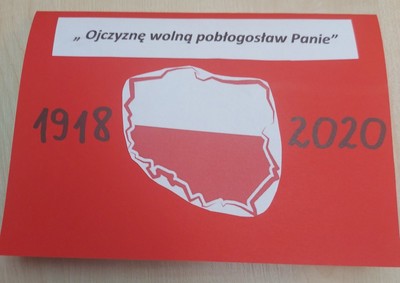 „ Ojczyznę wolną pobłogosław Panie”
1918 2020